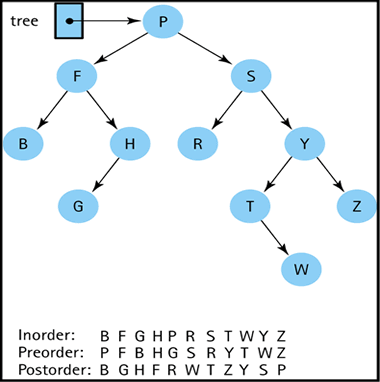 tree P
F S
B H R Y
G T Z
W
Inorder: B F G H P R S T W Y Z
Preorder: P F B H G S R Y T W Z
Postorder: B G H F R W T Z Y S P